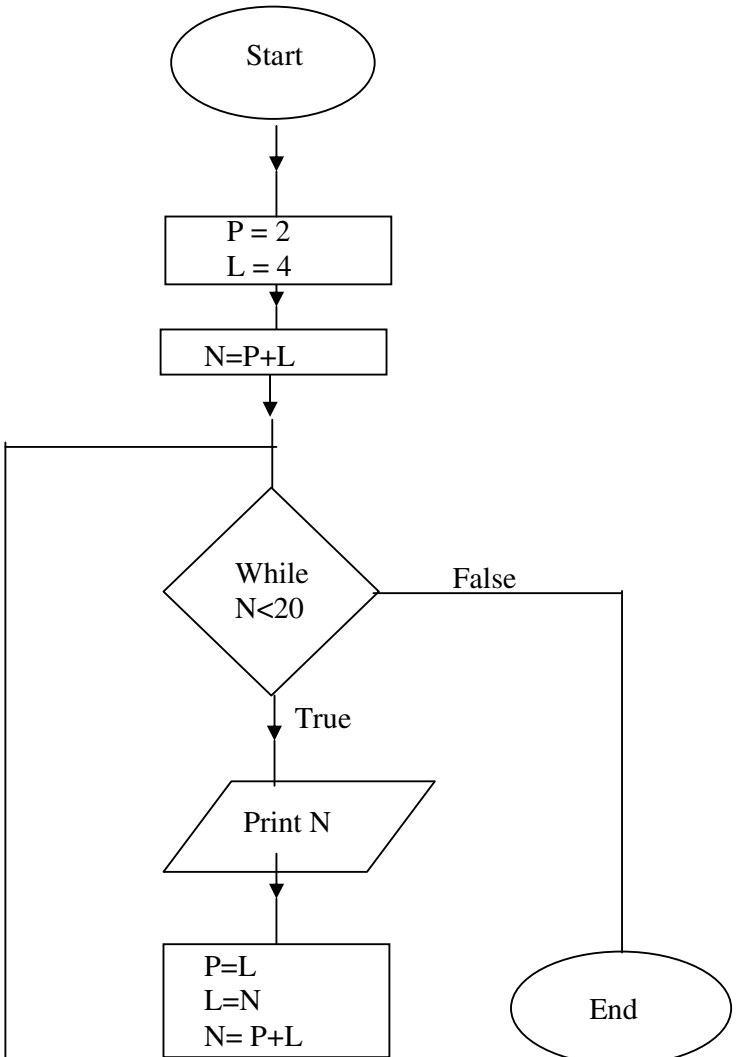 Start
P = 2
L = 4
N=P+L
While
N<20
False
True
Print N
P=L
L=N
N= P+L
End